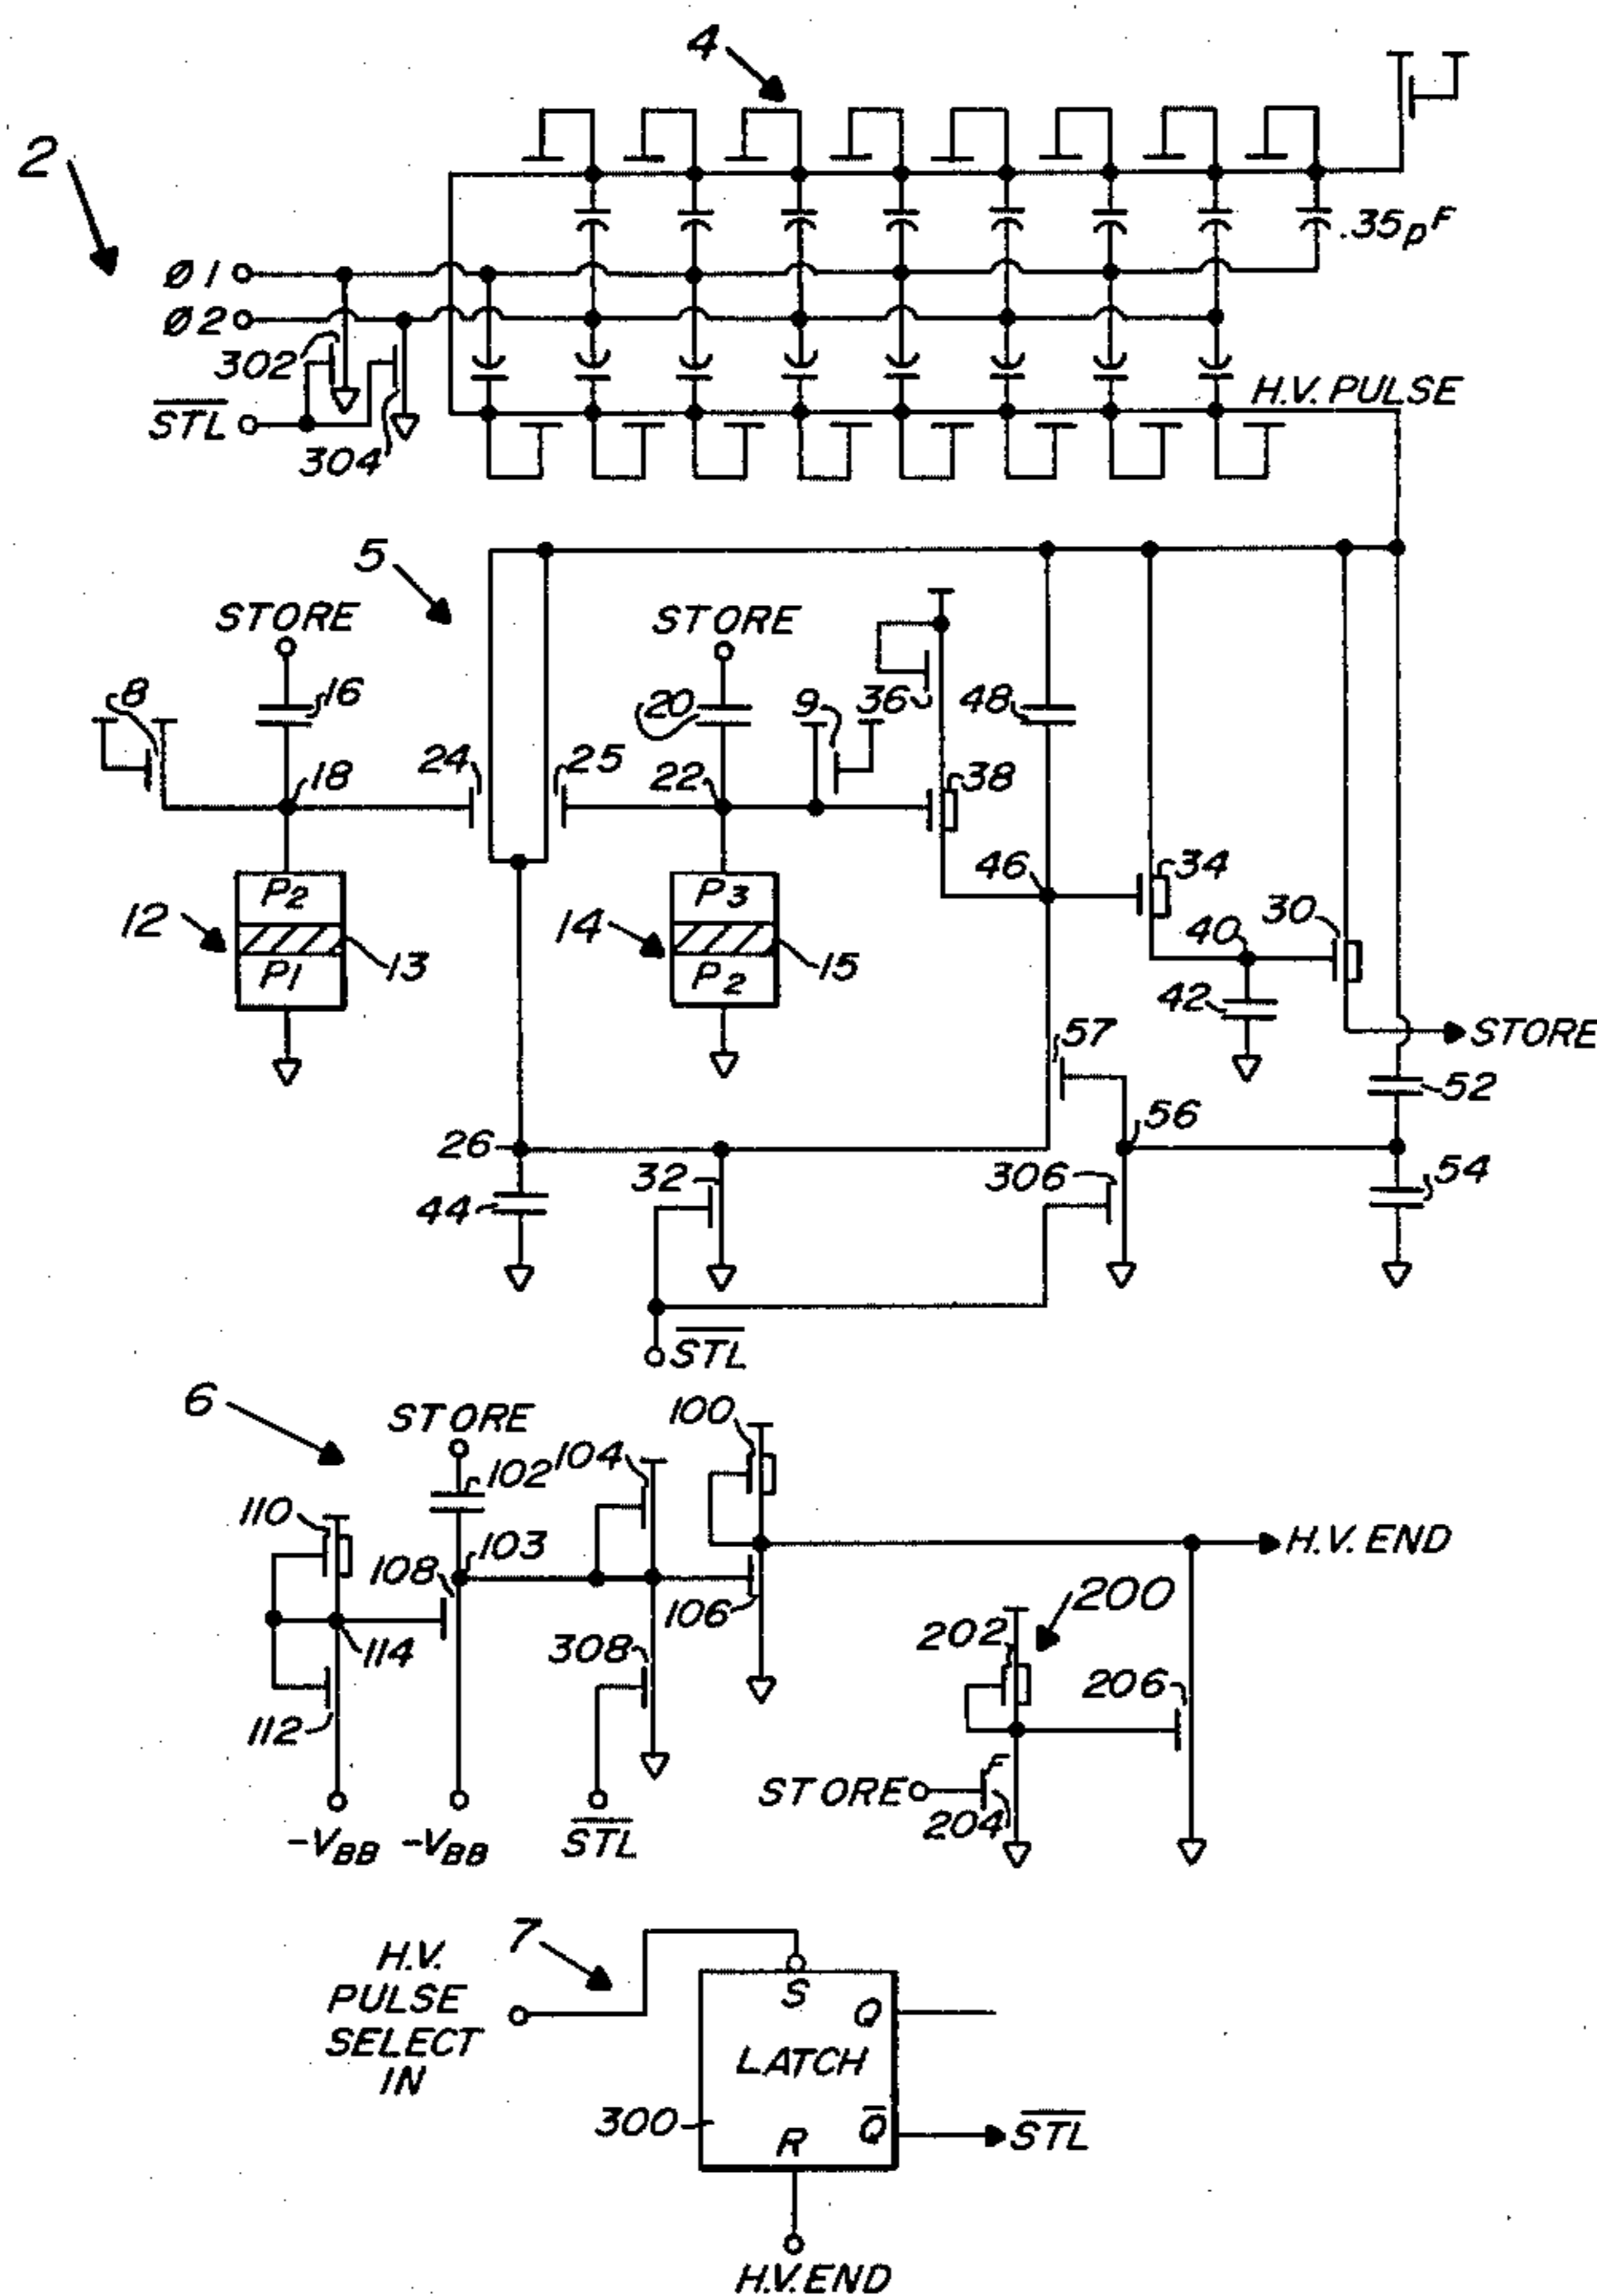 4
2
.35pF
Ø1
Ø2
302
STL
304
H.V. PULSE
5
STORE
STORE
8
16
20
9
36
48
24
25
18
22
38
46
34
12
P2
P1
13
14
P3
P2
15
40
30
42
STORE
57
52
26
56
32
306
44
54
STL
6
STORE
100
102
104
110
103
108
H.V. END
106
114
308
200
202
206
112
STORE
204
-VBB
-VBB
STL
7
H.V.
PULSE
SELECT
IN
S
Q
LATCH
300
R
Q̅
STL
H.V. END